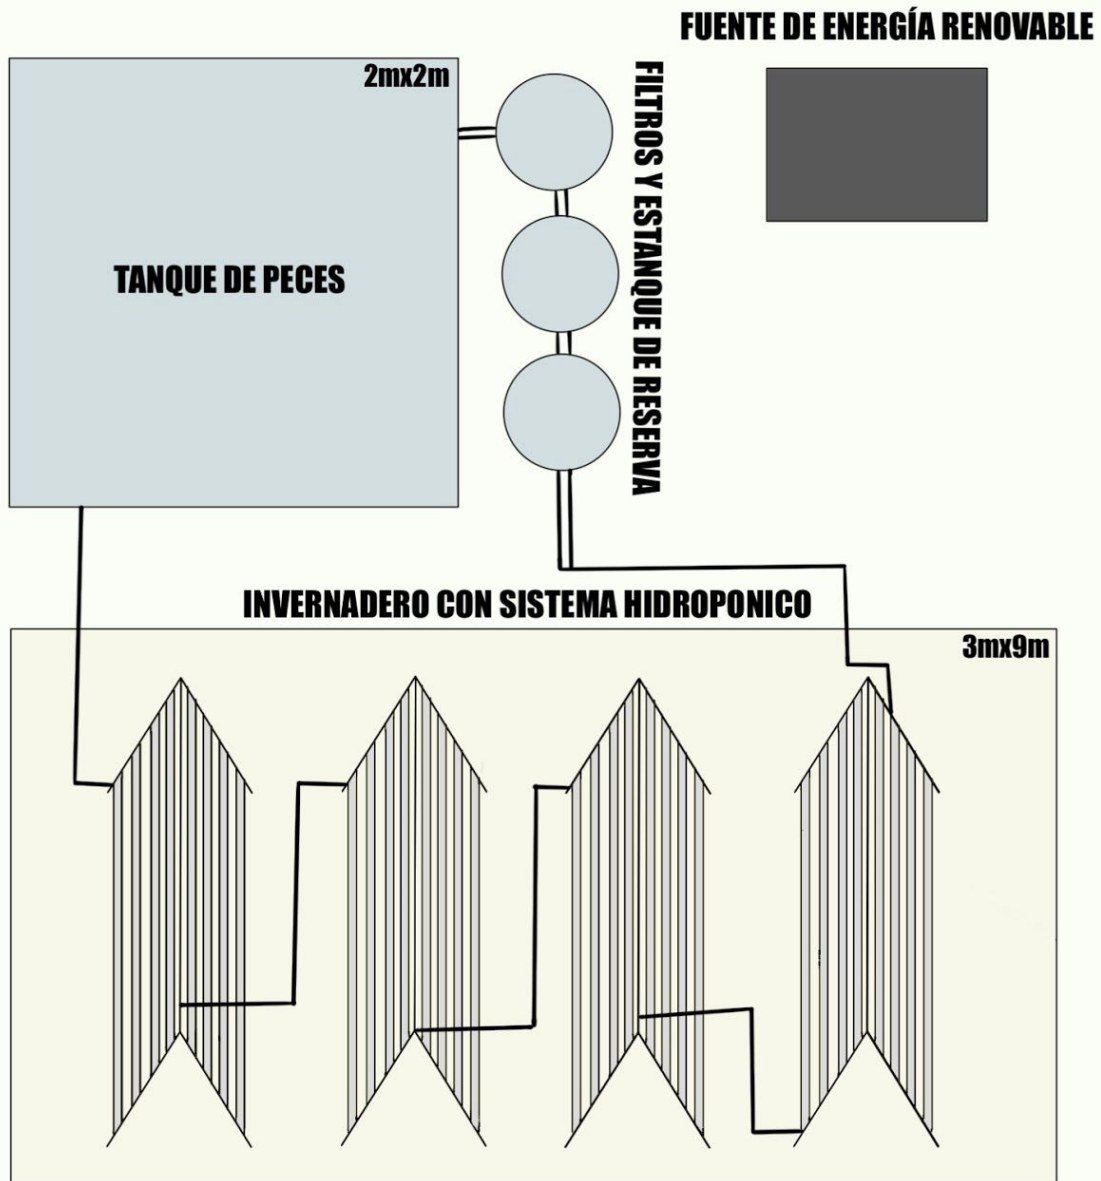 FUENTE DE ENERGÍA RENOVABLE
2mx2m
TANQUE DE PECES
FILTROS Y ESTANQUE DE RESERVA
INVERNADERO CON SISTEMA HIDROPONICO
3mx9m